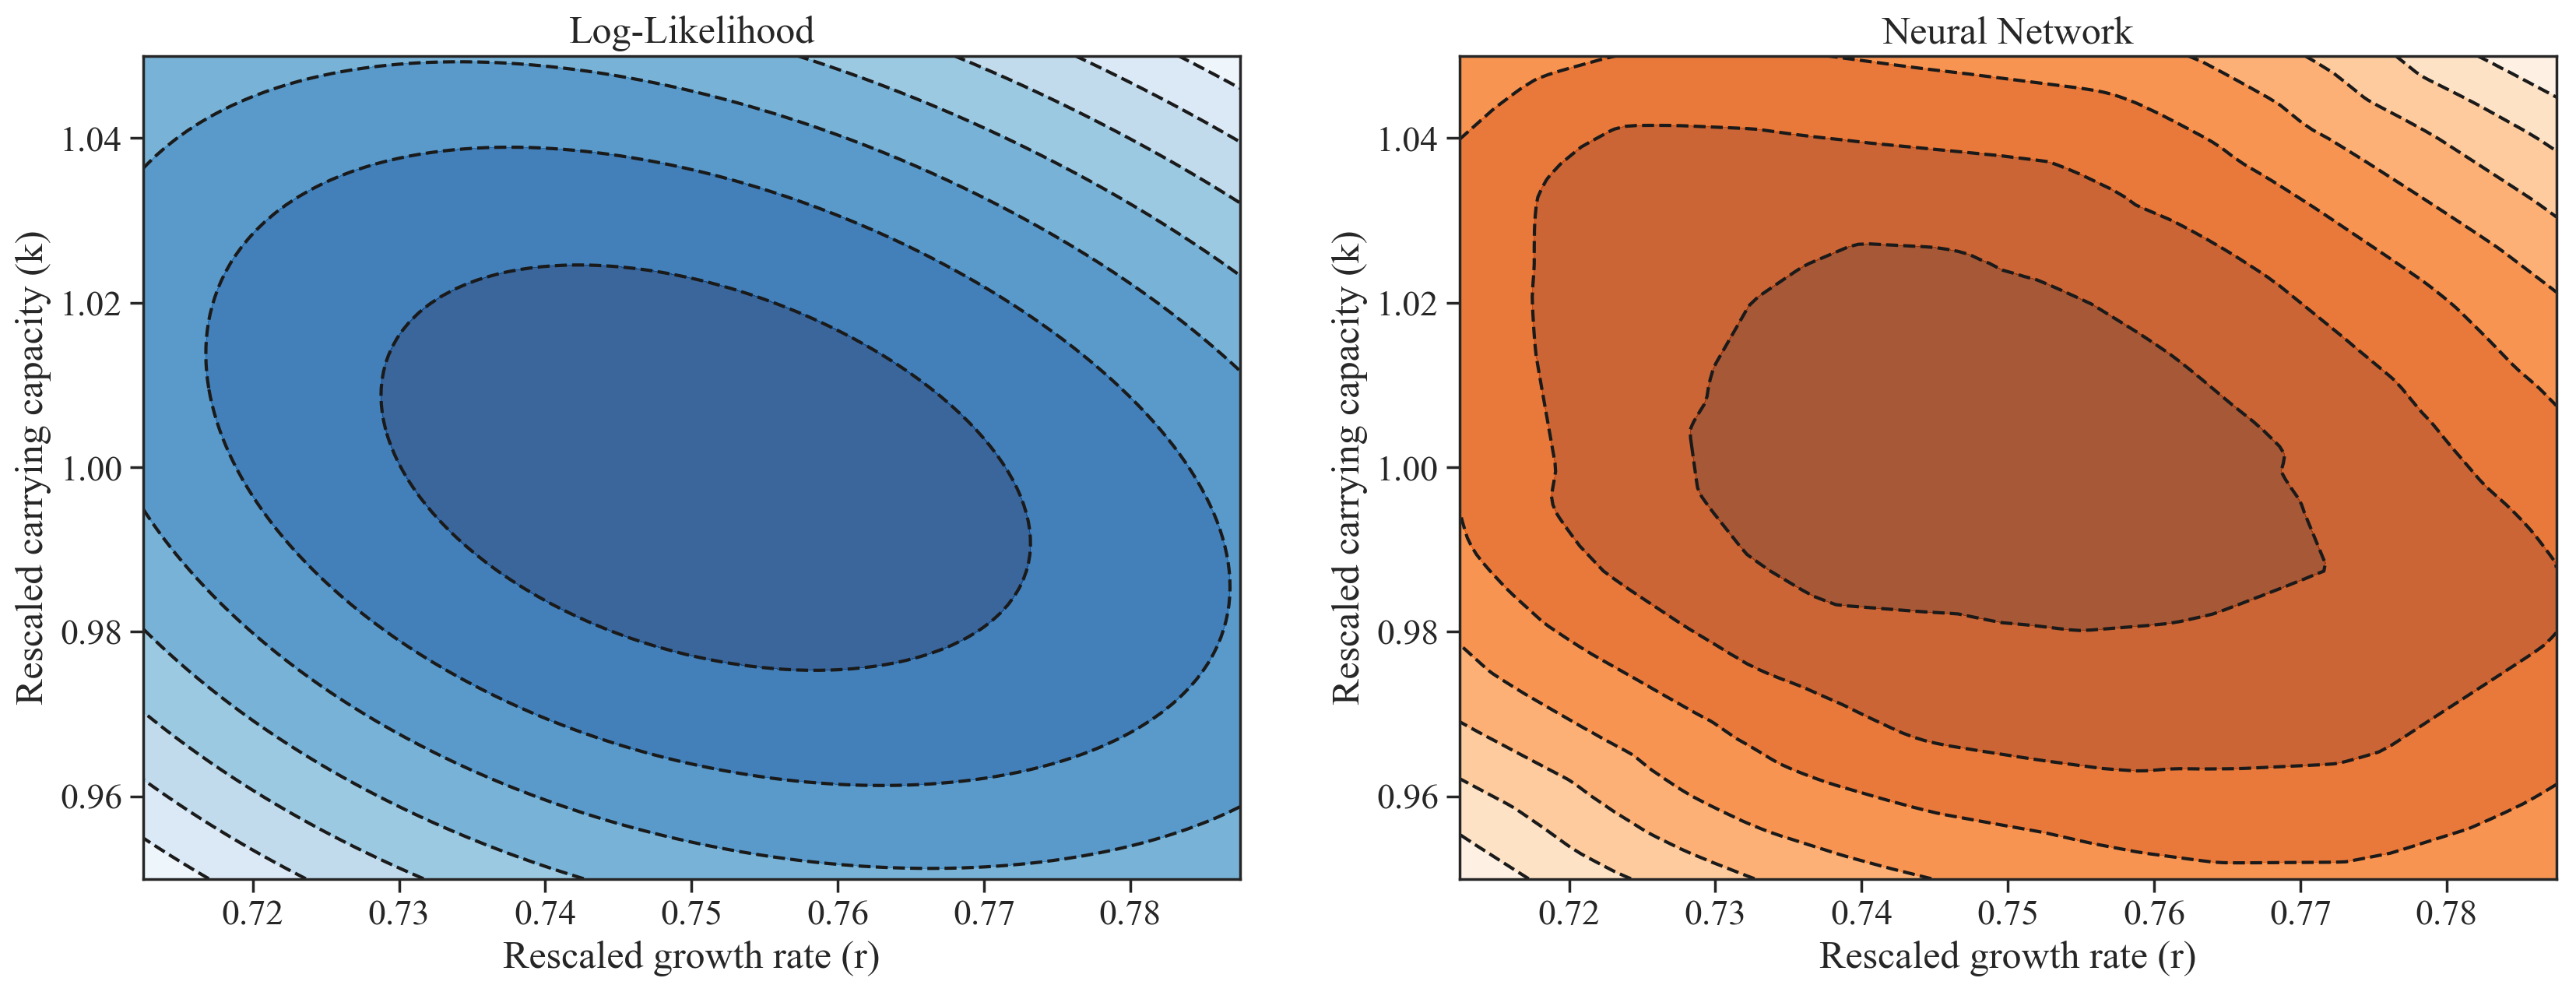 Log-Likelihood
Rescaled carrying capacity (k)
1.04
1.02
1.00
0.98
0.96
0.72 0.73 0.74 0.75 0.76 0.77 0.78
Rescaled growth rate (r)
Neural Network
Rescaled carrying capacity (k)
1.04
1.02
1.00
0.98
0.96
0.72 0.73 0.74 0.75 0.76 0.77 0.78
Rescaled growth rate (r)